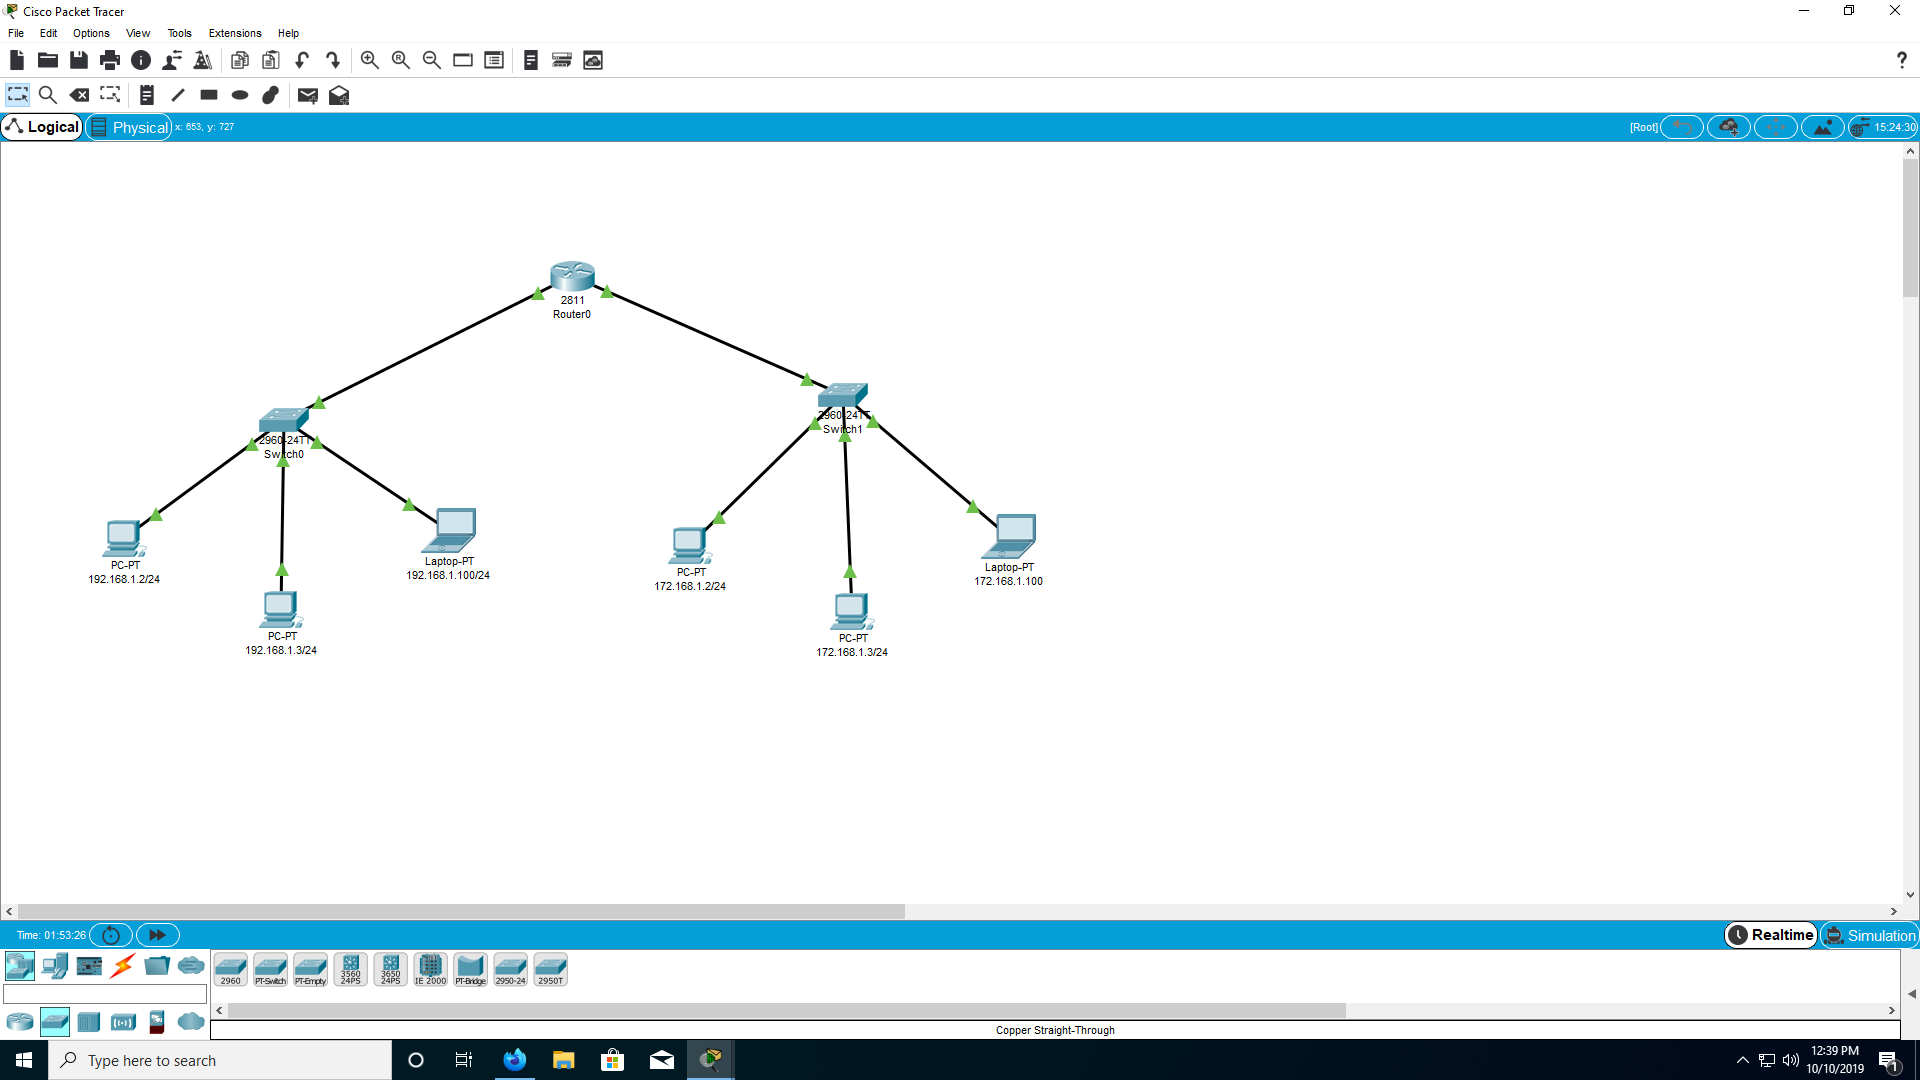 Cisco Packet Tracer
File Edit Options View Tools Extensions Help
?
Logical Physical x: 653, y: 727 [Root] 15:24:30
2811
Router0
2960-24TT
Switch1
2960-24TT
Switch0
PC-PT
192.168.1.2/24
Laptop-PT
192.168.1.100/24
PC-PT
172.168.1.2/24
Laptop-PT
172.168.1.100
PC-PT
192.168.1.3/24
PC-PT
172.168.1.3/24
Time: 01:53:26 Realtime Simulation
2960 PT-Switch PT-Empty 3560 24PS 3650 24PS IE 2000 PT-Bridge 2950-24 2950T
Copper Straight-Through
Type here to search
12:39 PM
10/10/2019
1